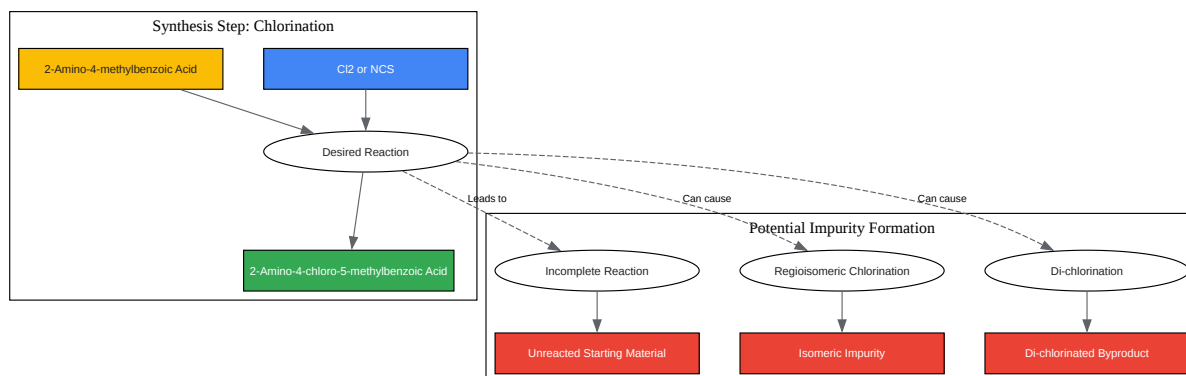 Synthesis Step: Chlorination
2-Amino-4-methylbenzoic Acid
Cl2 or NCS
Desired Reaction
Leads to
Can cause
Can cause
2-Amino-4-chloro-5-methylbenzoic Acid
Potential Impurity Formation
Incomplete Reaction
Regioisomeric Chlorination
Di-chlorination
Unreacted Starting Material
Isomeric Impurity
Di-chlorinated Byproduct